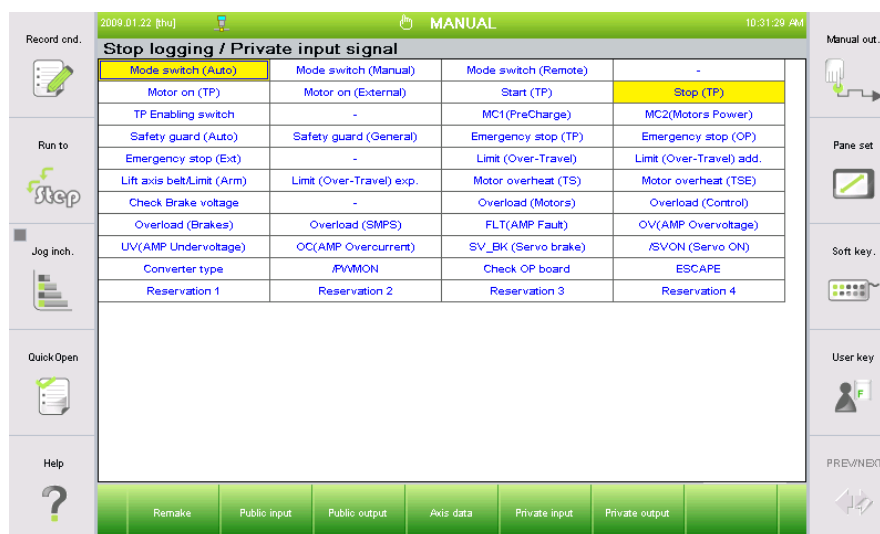 2009.01.22 [thu] MANUAL 10:31:29 AM
Stop logging / Private input signal
Record cnd.
Run to
Step
Jog inch.
QuickOpen
Help
Mode switch (Auto) Mode switch (Manual) Mode switch (Remote) -
Motor on (TP) Motor on (External) Start (TP) Stop (TP)
TP Enabling switch - MC1(PreCharge) MC2(Motors Power)
Safety guard (Auto) Safety guard (General) Emergency stop (TP) Emergency stop (OP)
Emergency stop (Ext) - Limit (Over-Travel) Limit (Over-Travel) add.
Lift axis belt/Limit (Arm) Limit (Over-Travel) exp. Motor overheat (TS) Motor overheat (TSE)
Check Brake voltage - Overload (Motors) Overload (Control)
Overload (Brakes) Overload (SMPS) FLT(AMP Fault) OV(AMP Overvoltage)
UV(AMP Undervoltage) OC(AMP Overcurrent) SV_BK (Servo brake) /SVON (Servo ON)
Converter type /PWMON Check OP board ESCAPE
Reservation 1 Reservation 2 Reservation 3 Reservation 4
Manual out.
Pane set
Soft key.
User key
F
PREV/NEXT
Remake Public input Public output Axis data Private input Private output